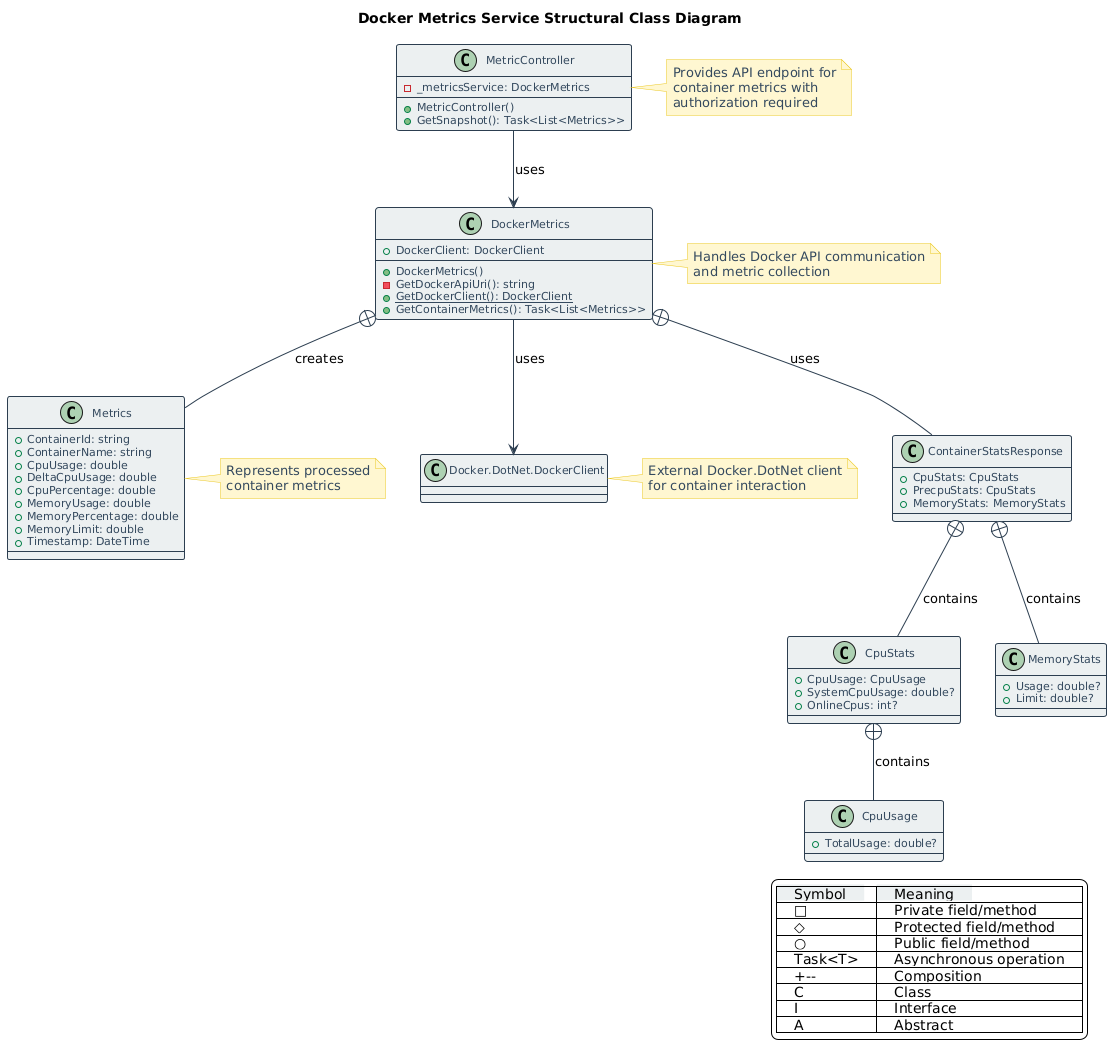 Docker Metrics Service Structural Class Diagram
C MetricController
_metricsService: DockerMetrics
MetricController()
GetSnapshot(): Task<List<Metrics>>
Provides API endpoint for
container metrics with
authorization required
uses
C DockerMetrics
DockerClient: DockerClient
DockerMetrics()
GetDockerApiUri(): string
GetDockerClient(): DockerClient
GetContainerMetrics(): Task<List<Metrics>>
Handles Docker API communication
and metric collection
creates
uses
uses
C Metrics
ContainerId: string
ContainerName: string
CpuUsage: double
DeltaCpuUsage: double
CpuPercentage: double
MemoryUsage: double
MemoryPercentage: double
MemoryLimit: double
Timestamp: DateTime
Represents processed
container metrics
C Docker.DotNet.DockerClient
External Docker.DotNet client
for container interaction
C ContainerStatsResponse
CpuStats: CpuStats
PrecpuStats: CpuStats
MemoryStats: MemoryStats
contains
contains
C CpuStats
CpuUsage: CpuUsage
SystemCpuUsage: double?
OnlineCpus: int?
C MemoryStats
Usage: double?
Limit: double?
contains
C CpuUsage
TotalUsage: double?
Symbol Meaning
□ Private field/method
◇ Protected field/method
○ Public field/method
Task<T> Asynchronous operation
+-- Composition
C Class
I Interface
A Abstract